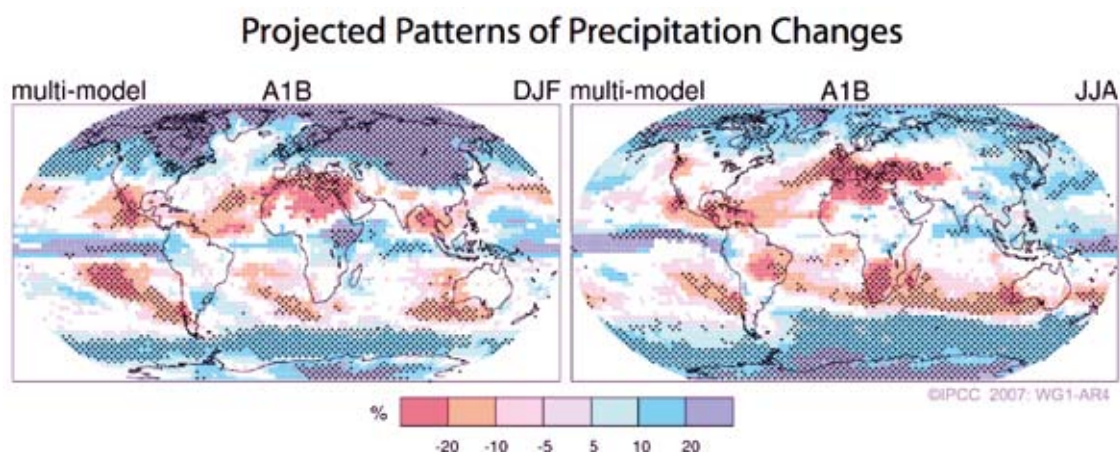 Projected Patterns of Precipitation Changes
multi-model A1B DJF multi-model A1B JJA
©IPCC 2007: WG1-AR4
%
-20 -10 -5 5 10 20